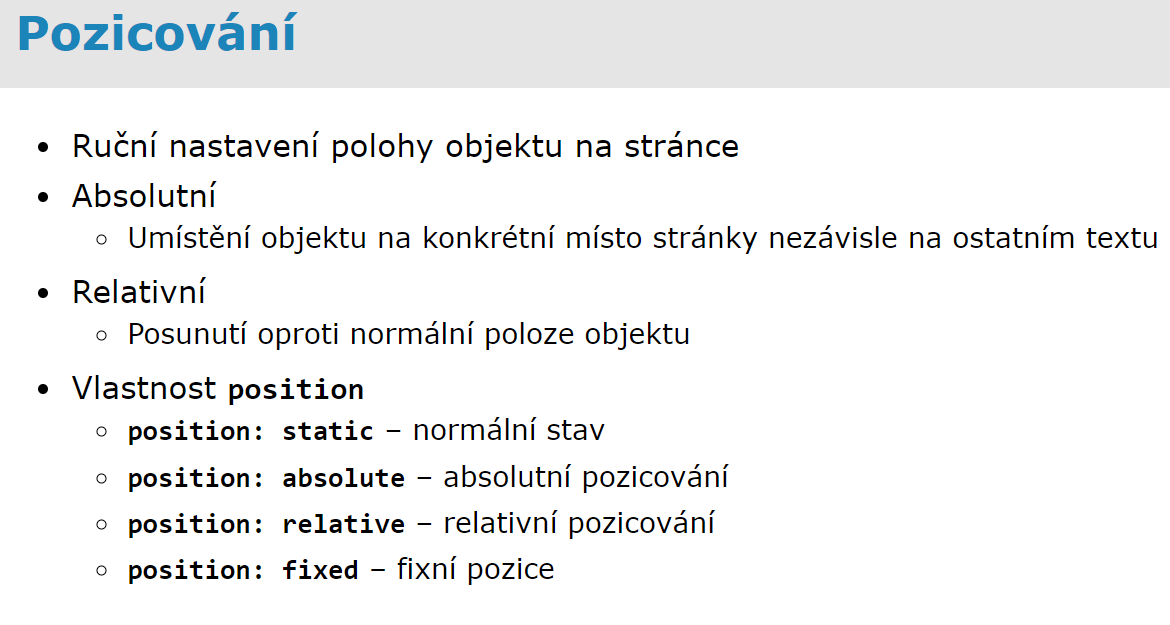 Pozicování
Ruční nastavení polohy objektu na stránce
Absolutní
Umístění objektu na konkrétní místo stránky nezávisle na ostatním textu
Relativní
Posunutí oproti normální poloze objektu
Vlastnost position
position: static – normální stav
position: absolute – absolutní pozicování
position: relative – relativní pozicování
position: fixed – fixní pozice